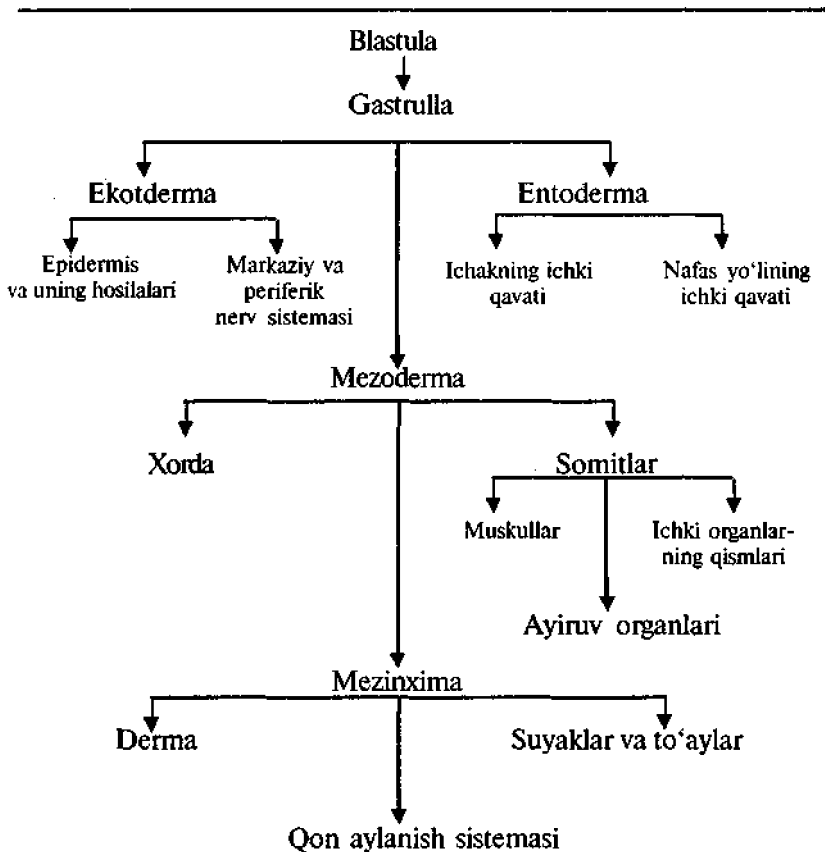 Blastula
Gastrulla
Ekotderma
Entoderma
Epidermis
va uning hosilalari
Markaziy va
periferik
nerv sistemasi
Ichakning ichki
qavati
Nafas yo‘lining
ichki qavati
Mezoderma
Xorda
Somitlar
Muskullar
Ichki organlar-
ning qismlari
Ayiruv organlari
Mezinxima
Derma
Suyaklar va to‘aylar
Qon aylanish sistemasi